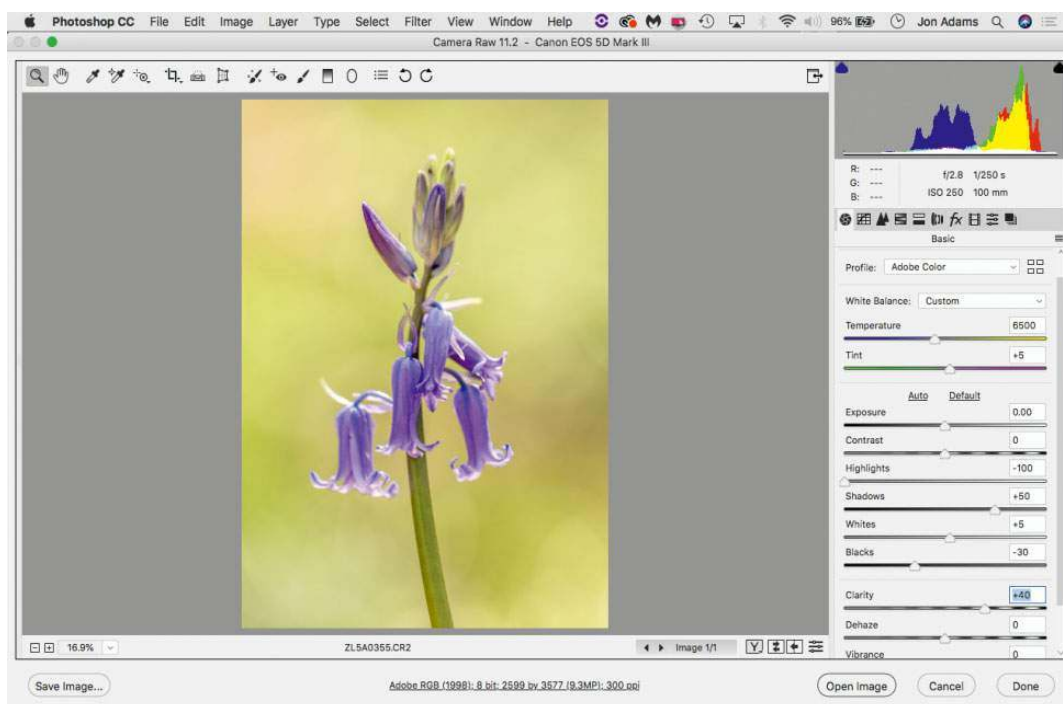 Photoshop CC File Edit Image Layer Type Select Filter View Window Help 96% Jon Adams
Camera Raw 11.2 - Canon EOS 5D Mark III
R: ---
G: ---
B: ---
f/2.8 1/250 s
ISO 250 100 mm
Basic
Profile: Adobe Color
White Balance: Custom
Temperature 6500
Tint +5
Auto Default
Exposure 0.00
Contrast 0
Highlights -100
Shadows +50
Whites +5
Blacks -30
Clarity +40
Dehaze 0
Vibrance 0
16.9% ZL5A0355.CR2 Image 1/1 Y
Save Image... Adobe RGB (1998); 8 bit; 2599 by 3577 (9.3MP); 300 ppi Open Image Cancel Done